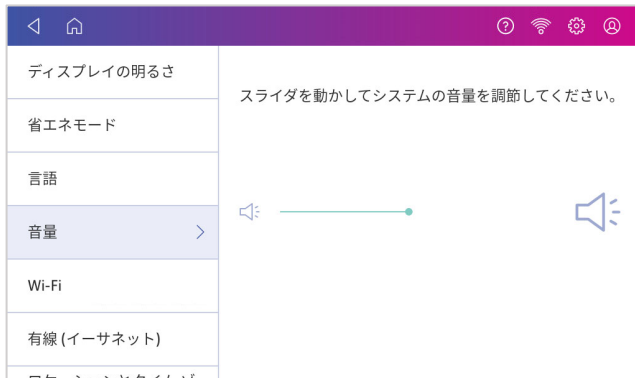 ディスプレイの明るさ
スライダを動かしてシステムの音量を調節してください。
省エネモード
言語
音量
Wi-Fi
有線 (イーサネット)